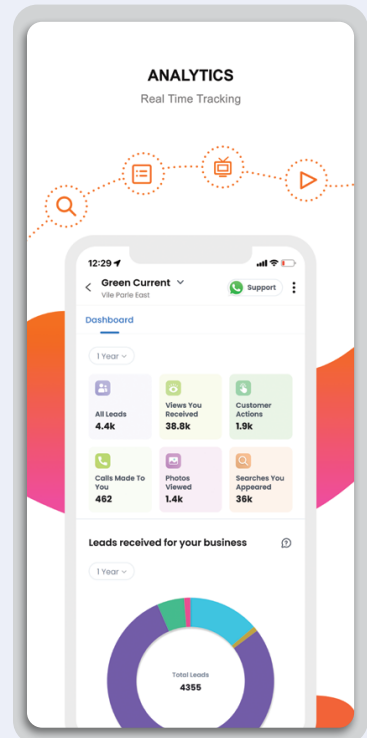 ANALYTICS
Real Time Tracking
12:29
Green Current
Support
Vile Parle East
Dashboard
1 Year
All Leads
4.4k
Views You
Received
38.8k
Customer
Actions
1.9k
Calls Made To
You
462
Photos
Viewed
1.4k
Searches You
Appeared
36k
Leads received for your business
1 Year
Total Leads
4355